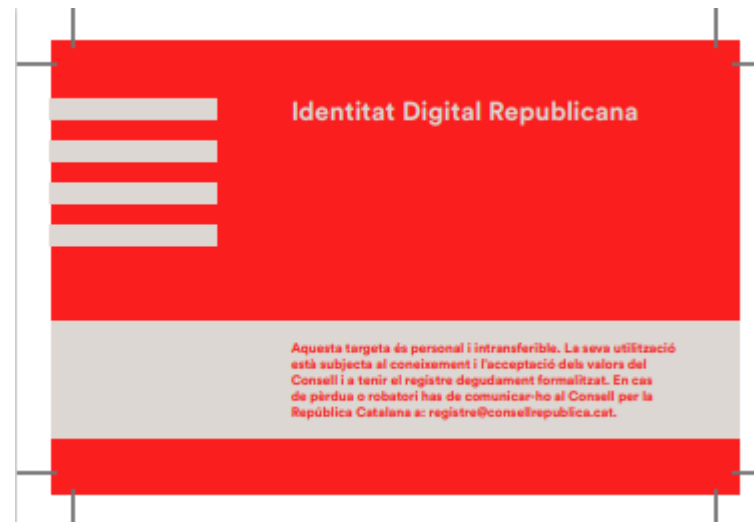 Identitat Digital Republicana
Aquesta targeta és personal i intransferible. La seva utilització
està subjecta al coneixement i l'acceptació dels valors del
Consell i a tenir el registre degudament formalitzat. En cas
de pèrdua o robatori has de comunicar-ho al Consell per la
República Catalana a: registre@consellrepublica.cat.